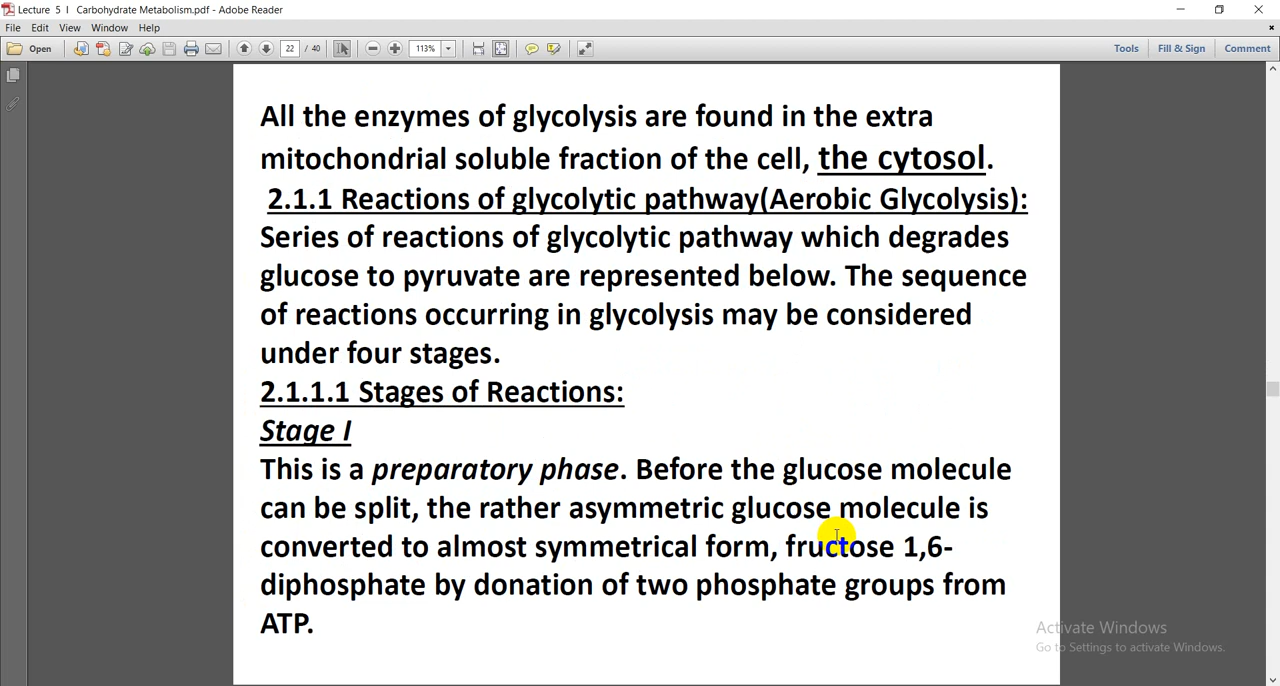 Lecture 5 I Carbohydrate Metabolism.pdf - Adobe Reader
File Edit View Window Help
Open 22 / 40 113% Tools Fill & Sign Comment
All the enzymes of glycolysis are found in the extra
mitochondrial soluble fraction of the cell, the cytosol.
2.1.1 Reactions of glycolytic pathway(Aerobic Glycolysis):
Series of reactions of glycolytic pathway which degrades
glucose to pyruvate are represented below. The sequence
of reactions occurring in glycolysis may be considered
under four stages.
2.1.1.1 Stages of Reactions:
Stage I
This is a preparatory phase. Before the glucose molecule
can be split, the rather asymmetric glucose molecule is
converted to almost symmetrical form, fructose 1,6-
diphosphate by donation of two phosphate groups from
ATP.
Activate Windows
Go to Settings to activate Windows.